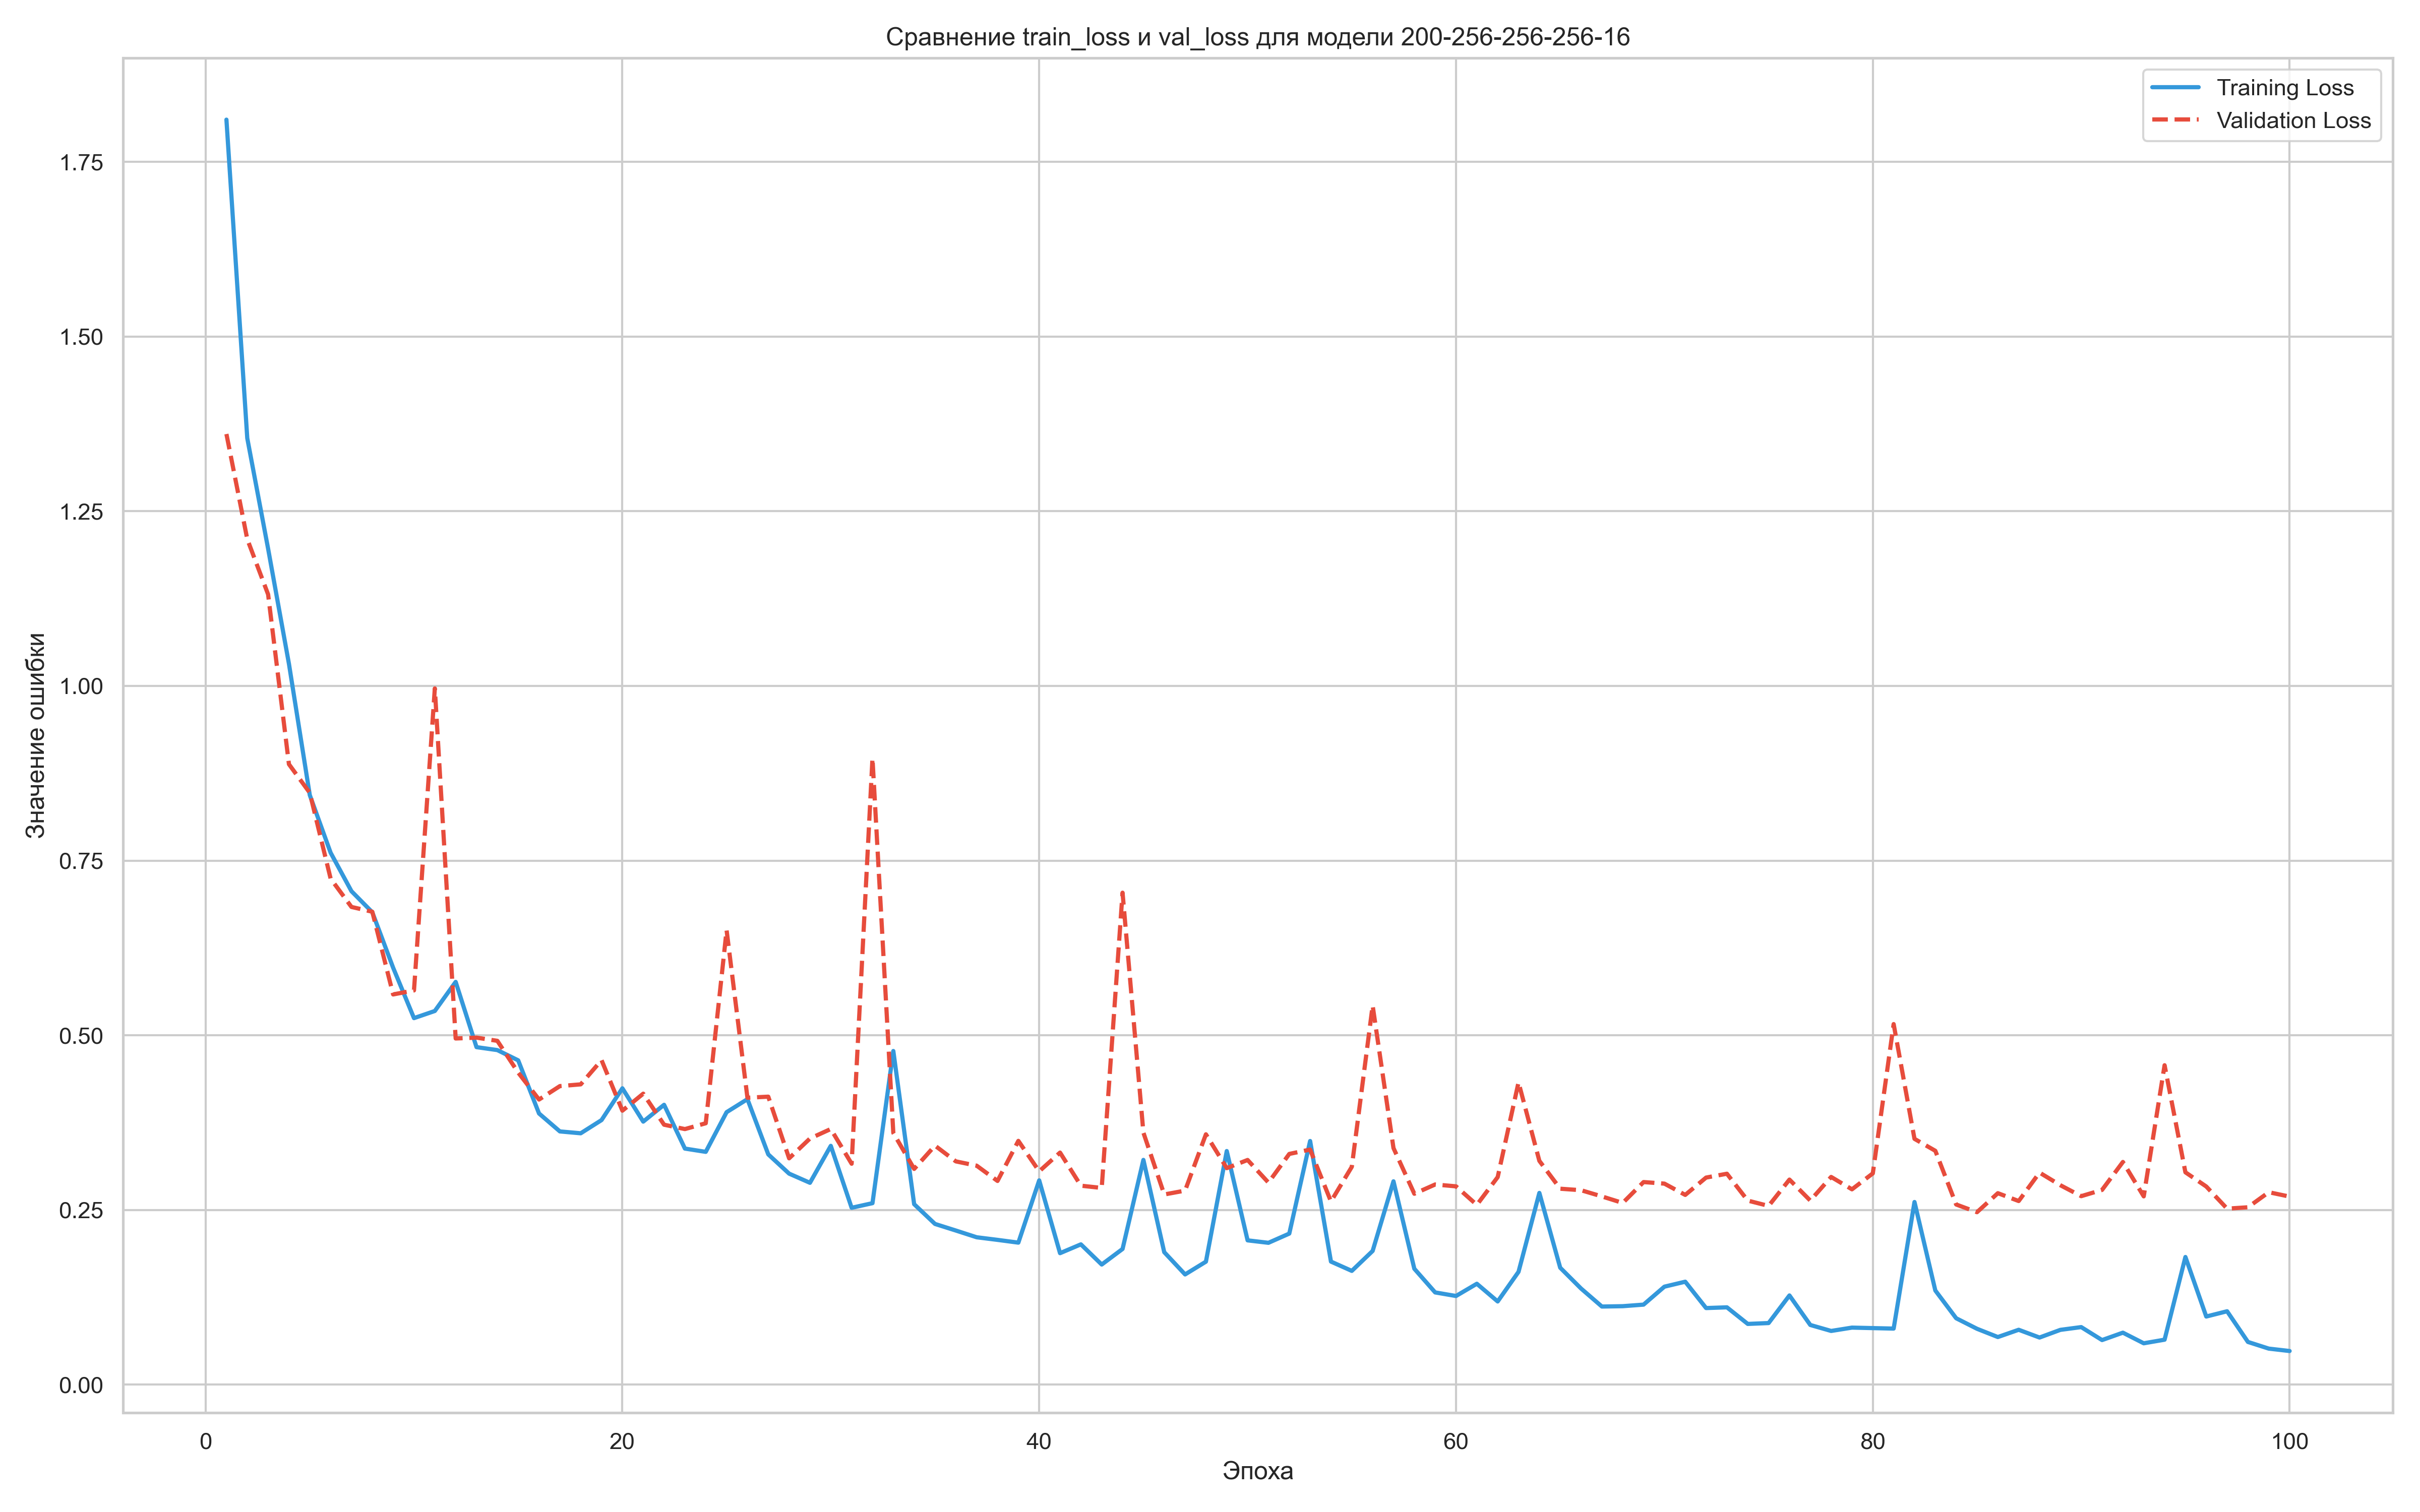 Сравнение train_loss и val_loss для модели 200-256-256-256-16
Training Loss
Validation Loss
1.75
1.50
1.25
1.00
0.75
0.50
0.25
0.00
Значение ошибки
0
20
40
60
80
100
Эпоха